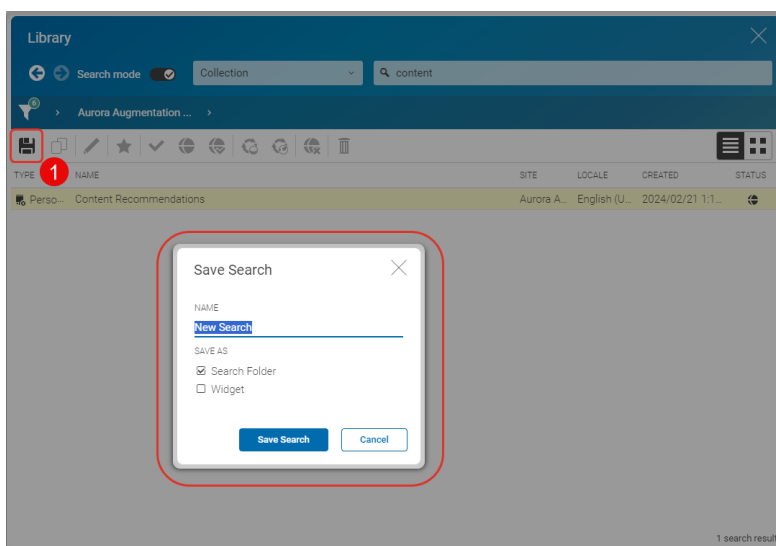 Library
Search mode
Collection
content
6
Aurora Augmentation ...
1
TYPE NAME SITE LOCALE CREATED STATUS
Perso... Content Recommendations Aurora A... English (U... 2024/02/21 1:1...
Save Search
NAME
New Search
SAVE AS
Search Folder
Widget
Save Search Cancel
1 search result